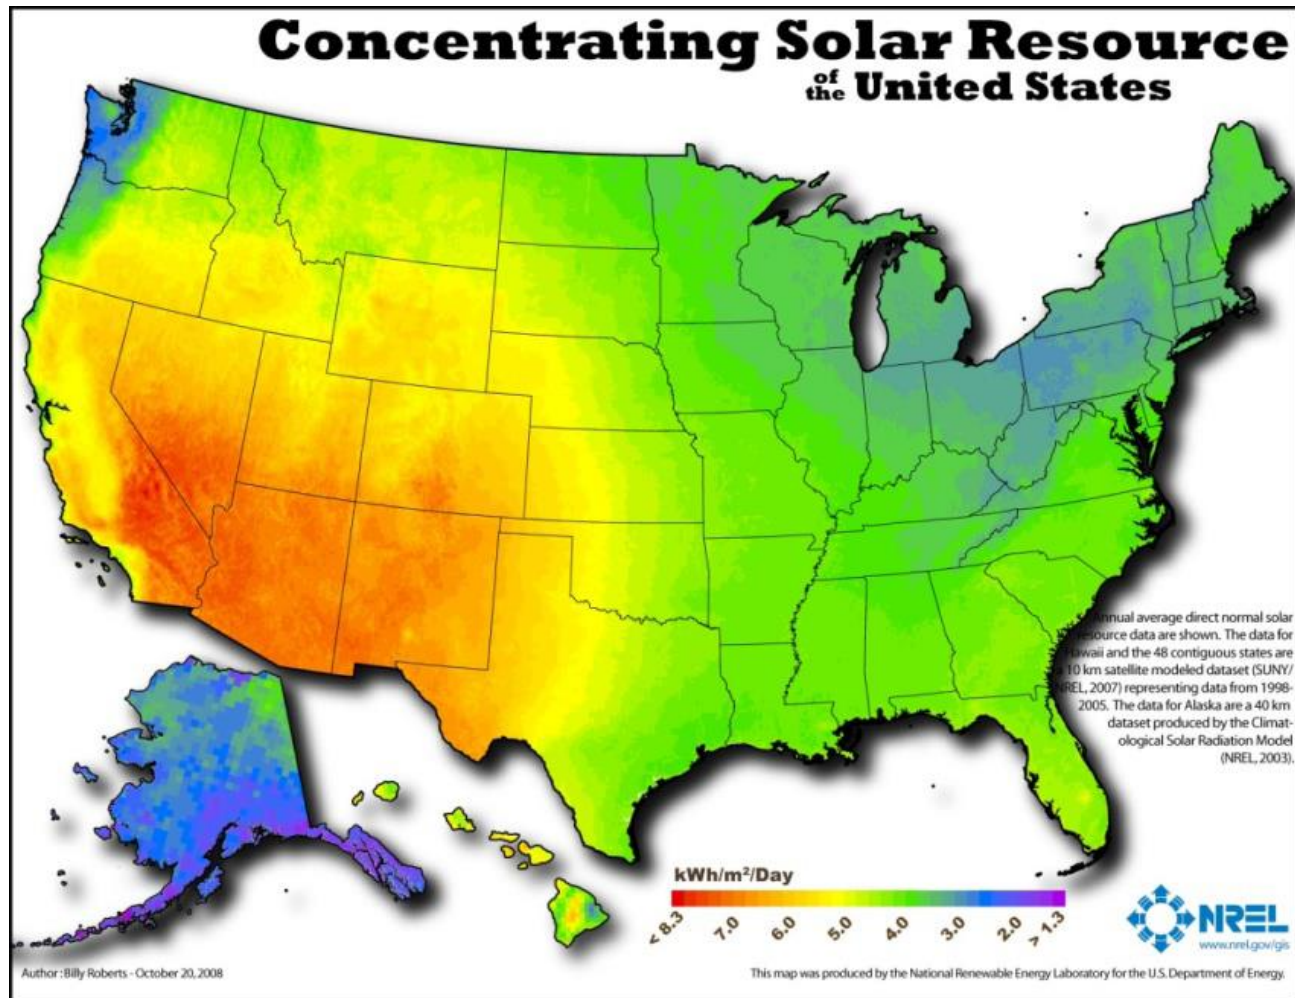 Concentrating Solar Resource
of the United States
Annual average direct normal solar
resource data are shown. The data for
Hawaii and the 48 contiguous states are
a 10 km satellite modeled dataset (SUNY/
NREL, 2007) representing data from 1998-
2005. The data for Alaska are a 40 km
dataset produced by the Climat-
ological Solar Radiation Model
(NREL, 2003).
kWh/m²/Day
< 8.3 7.0 6.0 5.0 4.0 3.0 2.0 > 1.3
NREL
www.nrel.gov/gis
Author : Billy Roberts - October 20, 2008
This map was produced by the National Renewable Energy Laboratory for the U.S. Department of Energy.